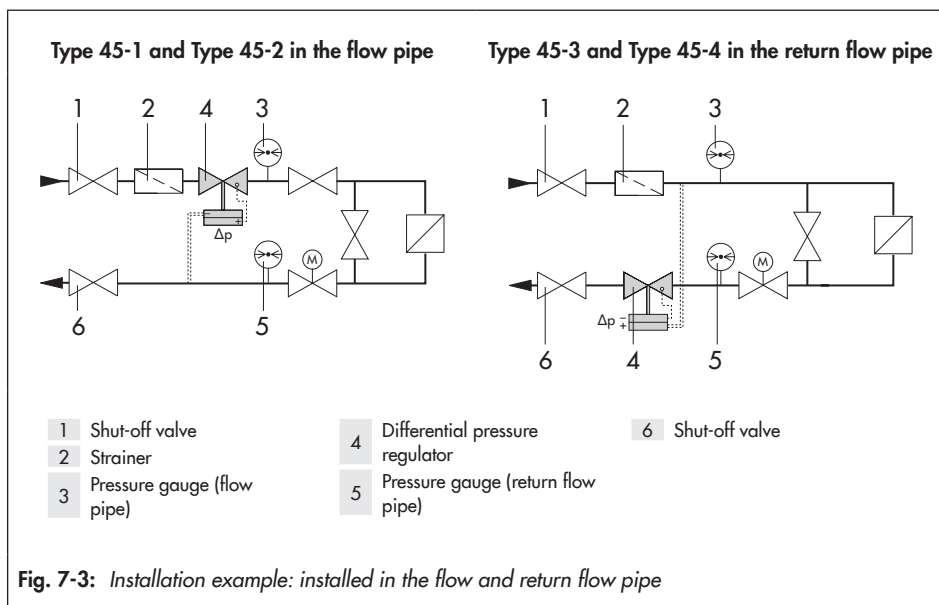 Type 45-1 and Type 45-2 in the flow pipe
1 2 4 3
− +
Δp
M
6 5
Type 45-3 and Type 45-4 in the return flow pipe
1 2 3
M
Δp − +
6 4 5
1 Shut-off valve
2 Strainer
3 Pressure gauge (flow
pipe)
4 Differential pressure
regulator
5 Pressure gauge (return flow
pipe)
6 Shut-off valve
Fig. 7-3: Installation example: installed in the flow and return flow pipe